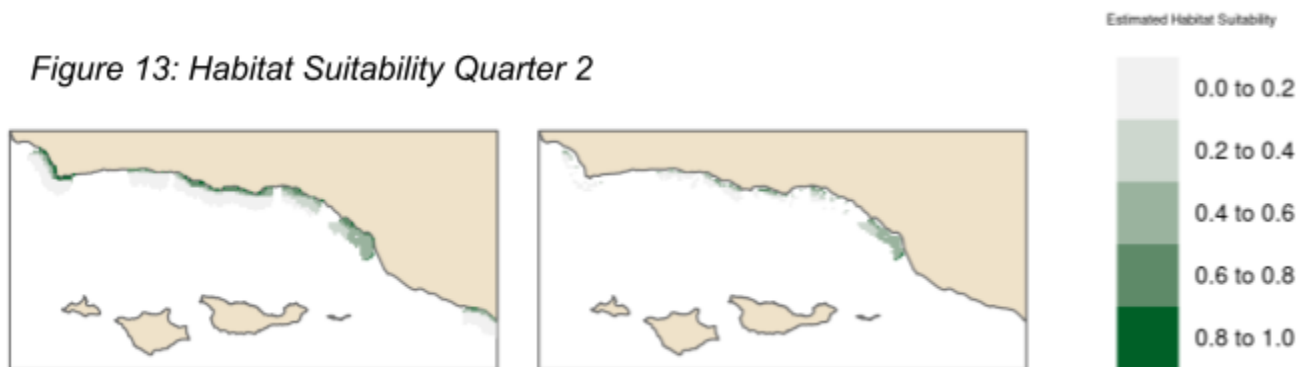 Estimated Habitat Suitability
Figure 13: Habitat Suitability Quarter 2
0.0 to 0.2
0.2 to 0.4
0.4 to 0.6
0.6 to 0.8
0.8 to 1.0